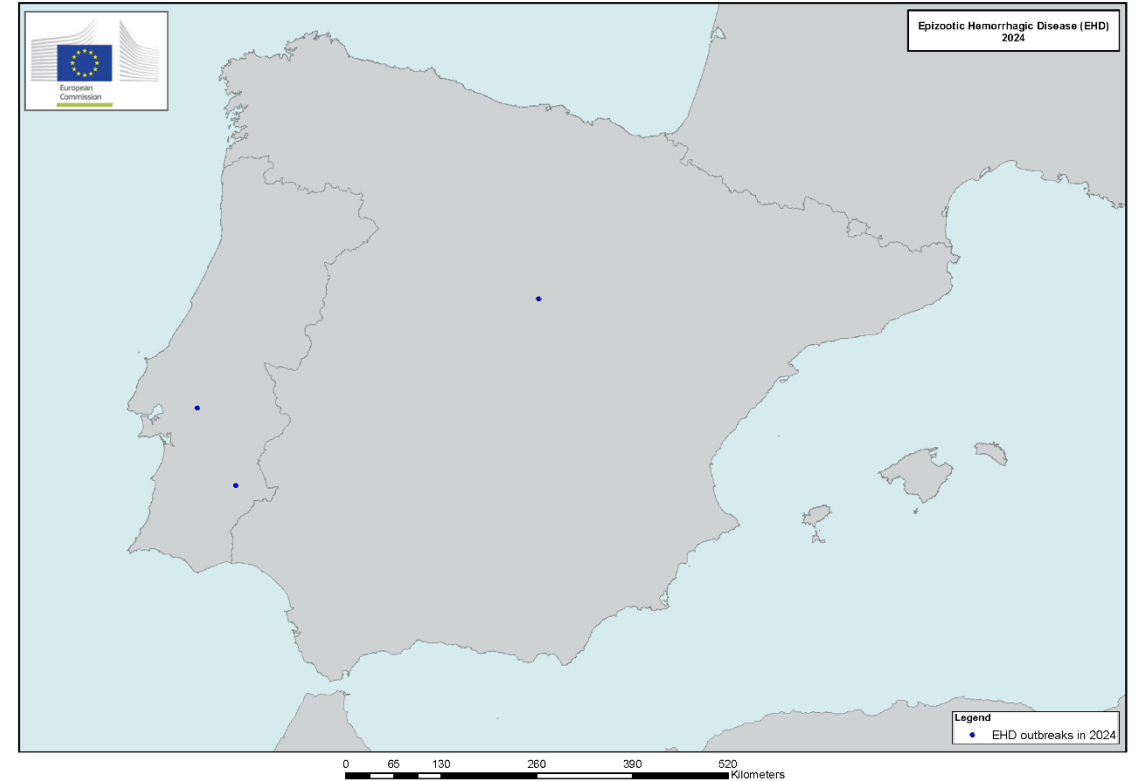 European
Commission
Epizootic Hemorrhagic Disease (EHD)
2024
Legend
EHD outbreaks in 2024
0 65 130 260 390 520
Kilometers